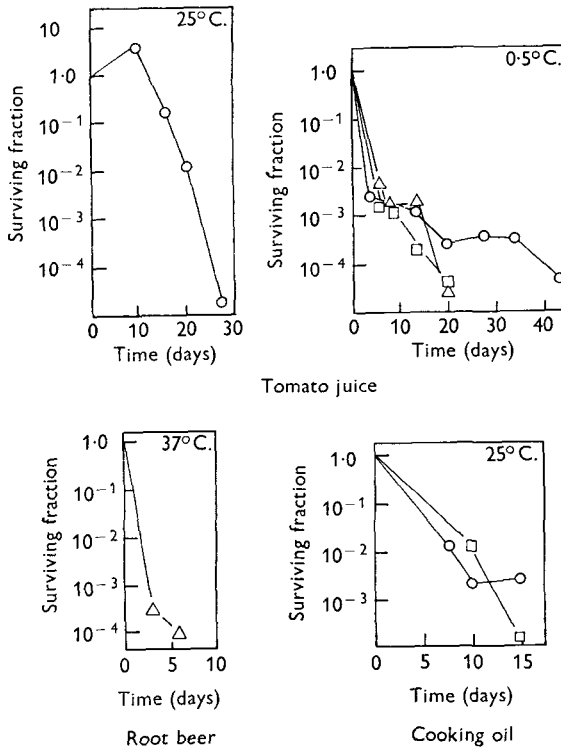 25°C.
10
1·0
10⁻¹
10⁻²
10⁻³
10⁻⁴
Surviving fraction
0 10 20 30
Time (days)
0·5°C.
1·0
10⁻¹
10⁻²
10⁻³
10⁻⁴
Surviving fraction
0 10 20 30 40
Time (days)
Tomato juice
37°C.
1·0
10⁻¹
10⁻²
10⁻³
10⁻⁴
Surviving fraction
0 5 10
Time (days)
Root beer
25°C.
1·0
10⁻¹
10⁻²
10⁻³
Surviving fraction
0 5 10 15
Time (days)
Cooking oil